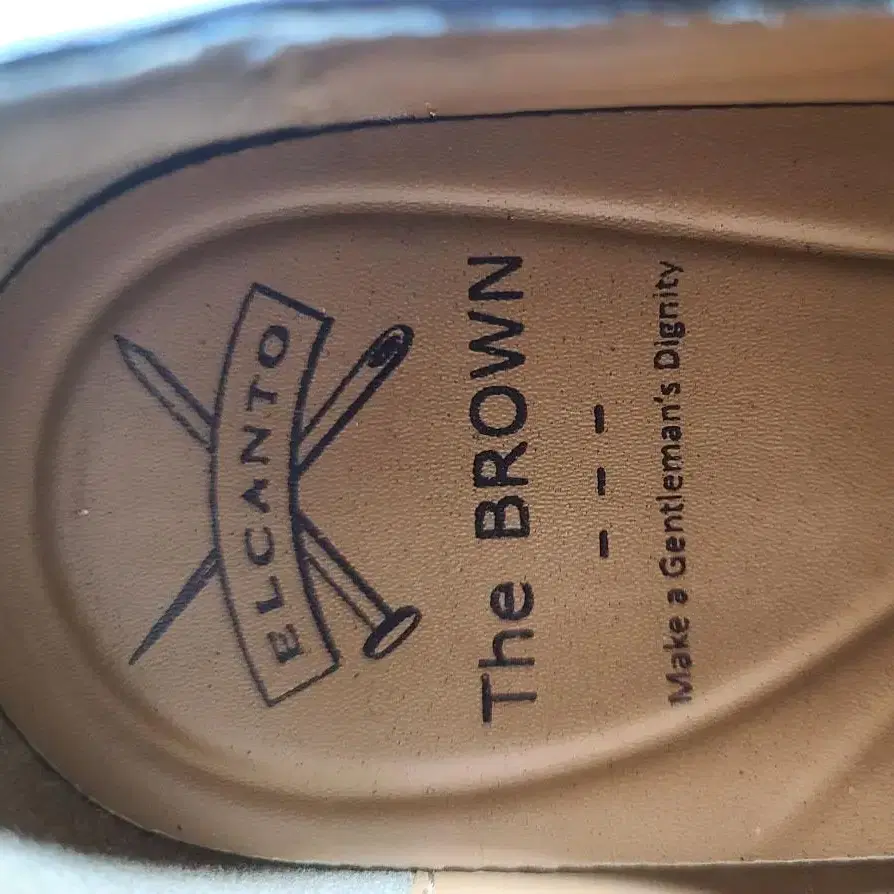 ELCANTO
The BROWN
- - -
Make a Gentleman's Dignity